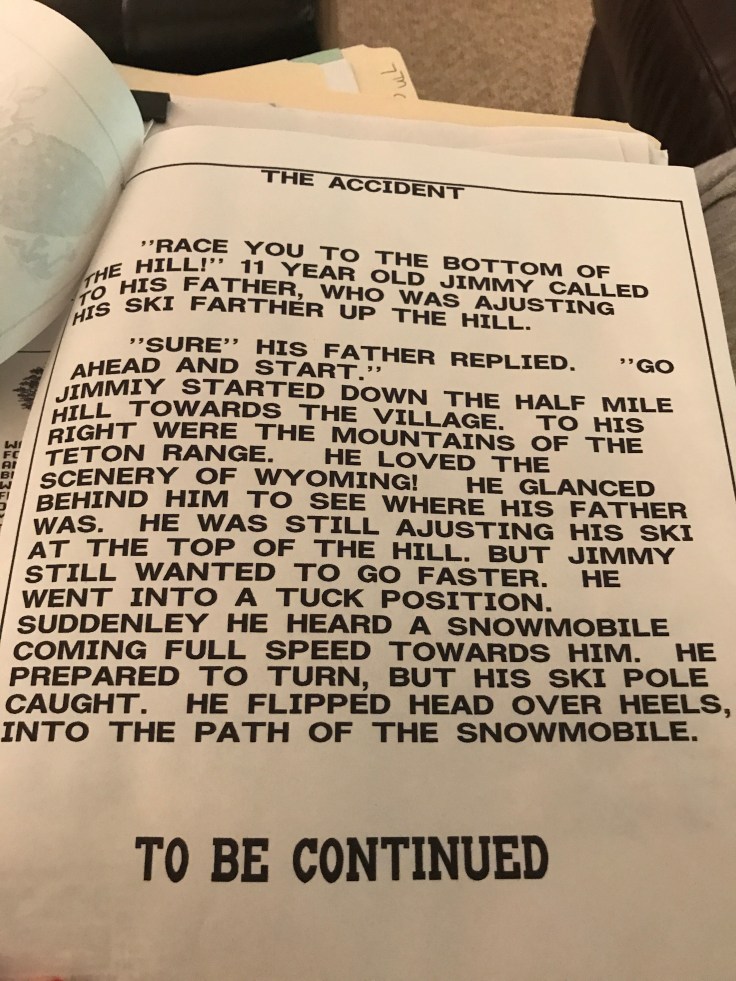 THE ACCIDENT
"RACE YOU TO THE BOTTOM OF
THE HILL!" 11 YEAR OLD JIMMY CALLED
TO HIS FATHER, WHO WAS AJUSTING
HIS SKI FARTHER UP THE HILL.
"SURE" HIS FATHER REPLIED. "GO
AHEAD AND START."
JIMMIY STARTED DOWN THE HALF MILE
HILL TOWARDS THE VILLAGE. TO HIS
RIGHT WERE THE MOUNTAINS OF THE
TETON RANGE. HE LOVED THE
SCENERY OF WYOMING! HE GLANCED
BEHIND HIM TO SEE WHERE HIS FATHER
WAS. HE WAS STILL AJUSTING HIS SKI
AT THE TOP OF THE HILL. BUT JIMMY
STILL WANTED TO GO FASTER. HE
WENT INTO A TUCK POSITION.
SUDDENLEY HE HEARD A SNOWMOBILE
COMING FULL SPEED TOWARDS HIM. HE
PREPARED TO TURN, BUT HIS SKI POLE
CAUGHT. HE FLIPPED HEAD OVER HEELS,
INTO THE PATH OF THE SNOWMOBILE.
TO BE CONTINUED